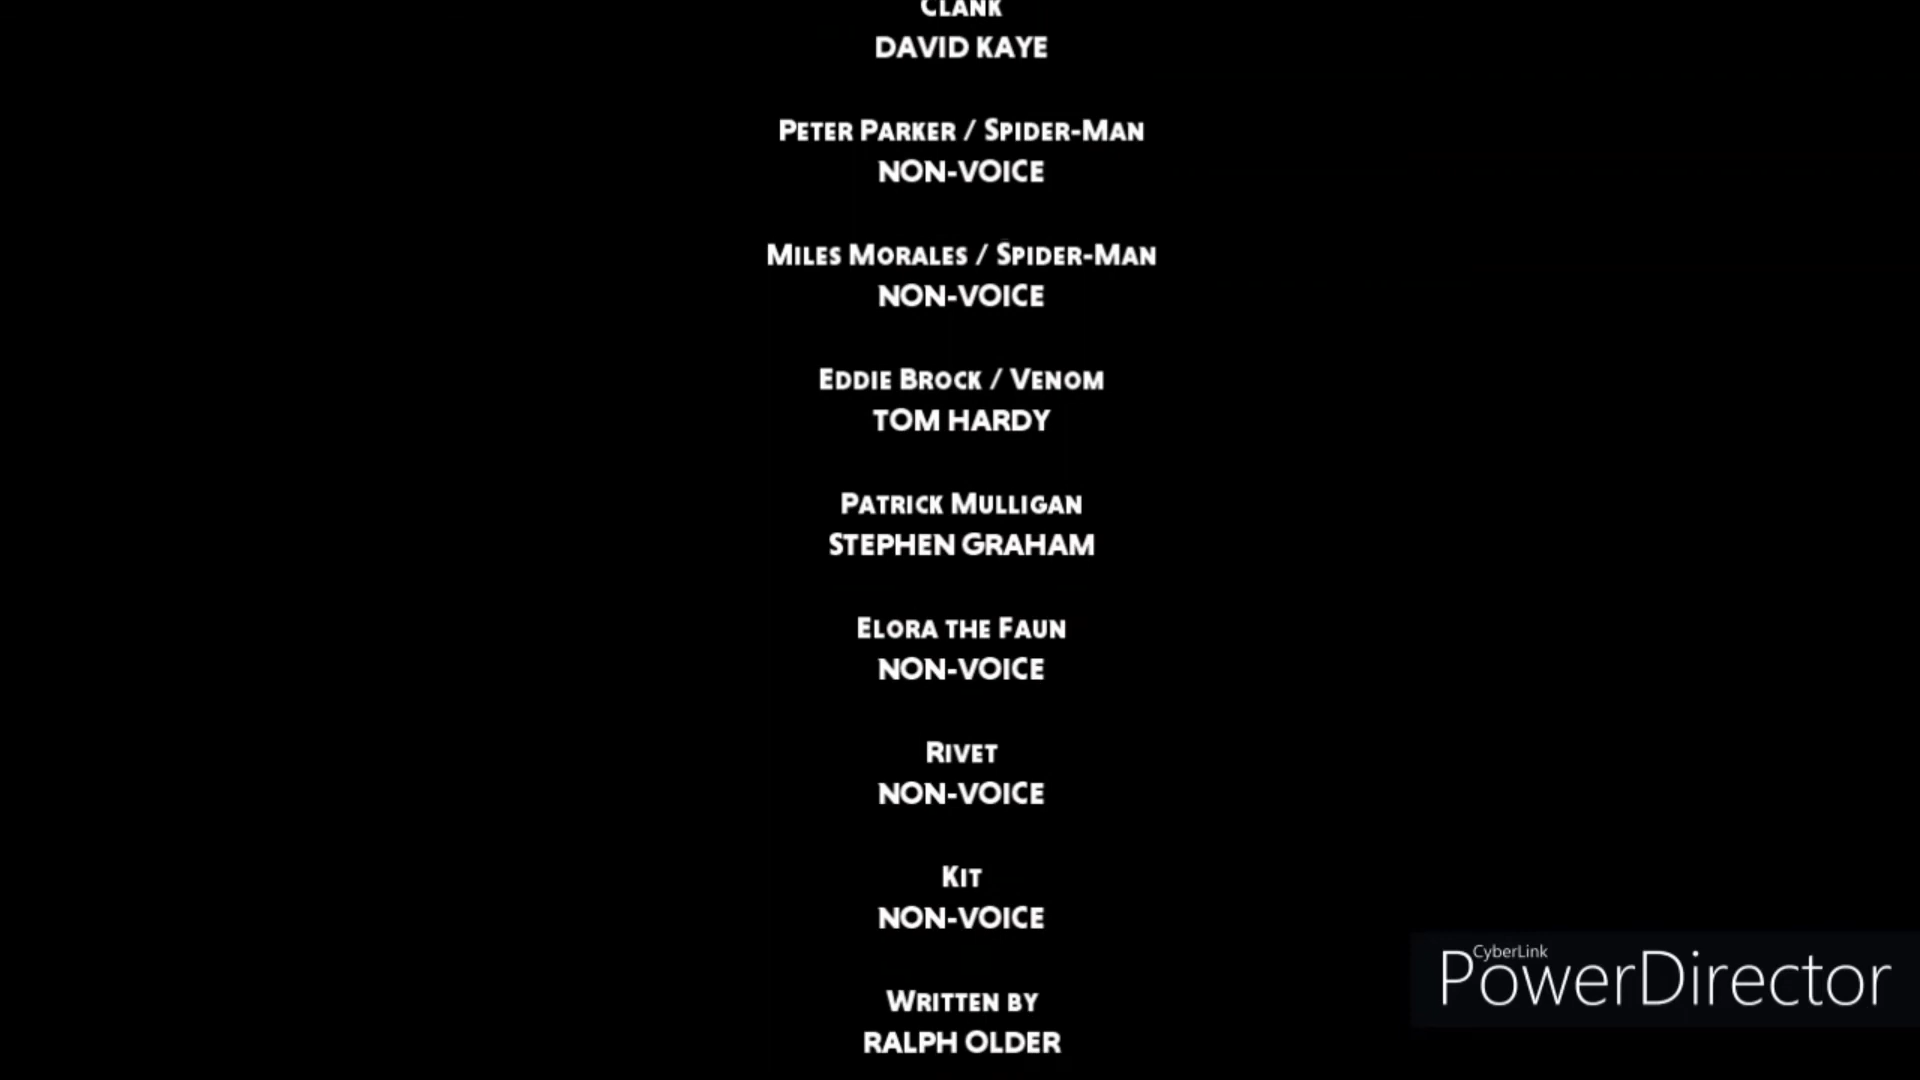 CLANK
DAVID KAYE
PETER PARKER / SPIDER-MAN
NON-VOICE
MILES MORALES / SPIDER-MAN
NON-VOICE
EDDIE BROCK / VENOM
TOM HARDY
PATRICK MULLIGAN
STEPHEN GRAHAM
ELORA THE FAUN
NON-VOICE
RIVET
NON-VOICE
KIT
NON-VOICE
WRITTEN BY
RALPH OLDER
CyberLink
PowerDirector